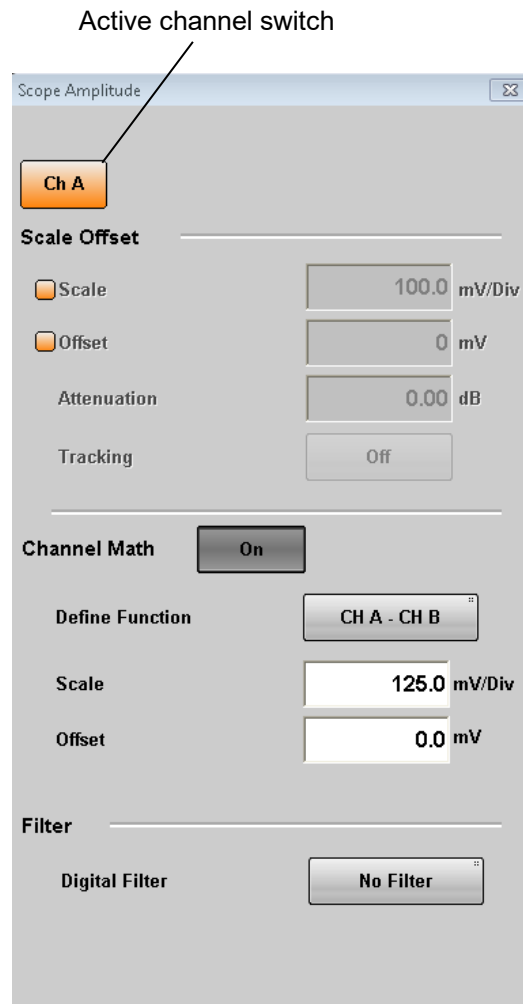 Active channel switch
Scope Amplitude
Ch A
Scale Offset
Scale 100.0 mV/Div
Offset 0 mV
Attenuation 0.00 dB
Tracking Off
Channel Math On
Define Function CH A - CH B
Scale 125.0 mV/Div
Offset 0.0 mV
Filter
Digital Filter No Filter